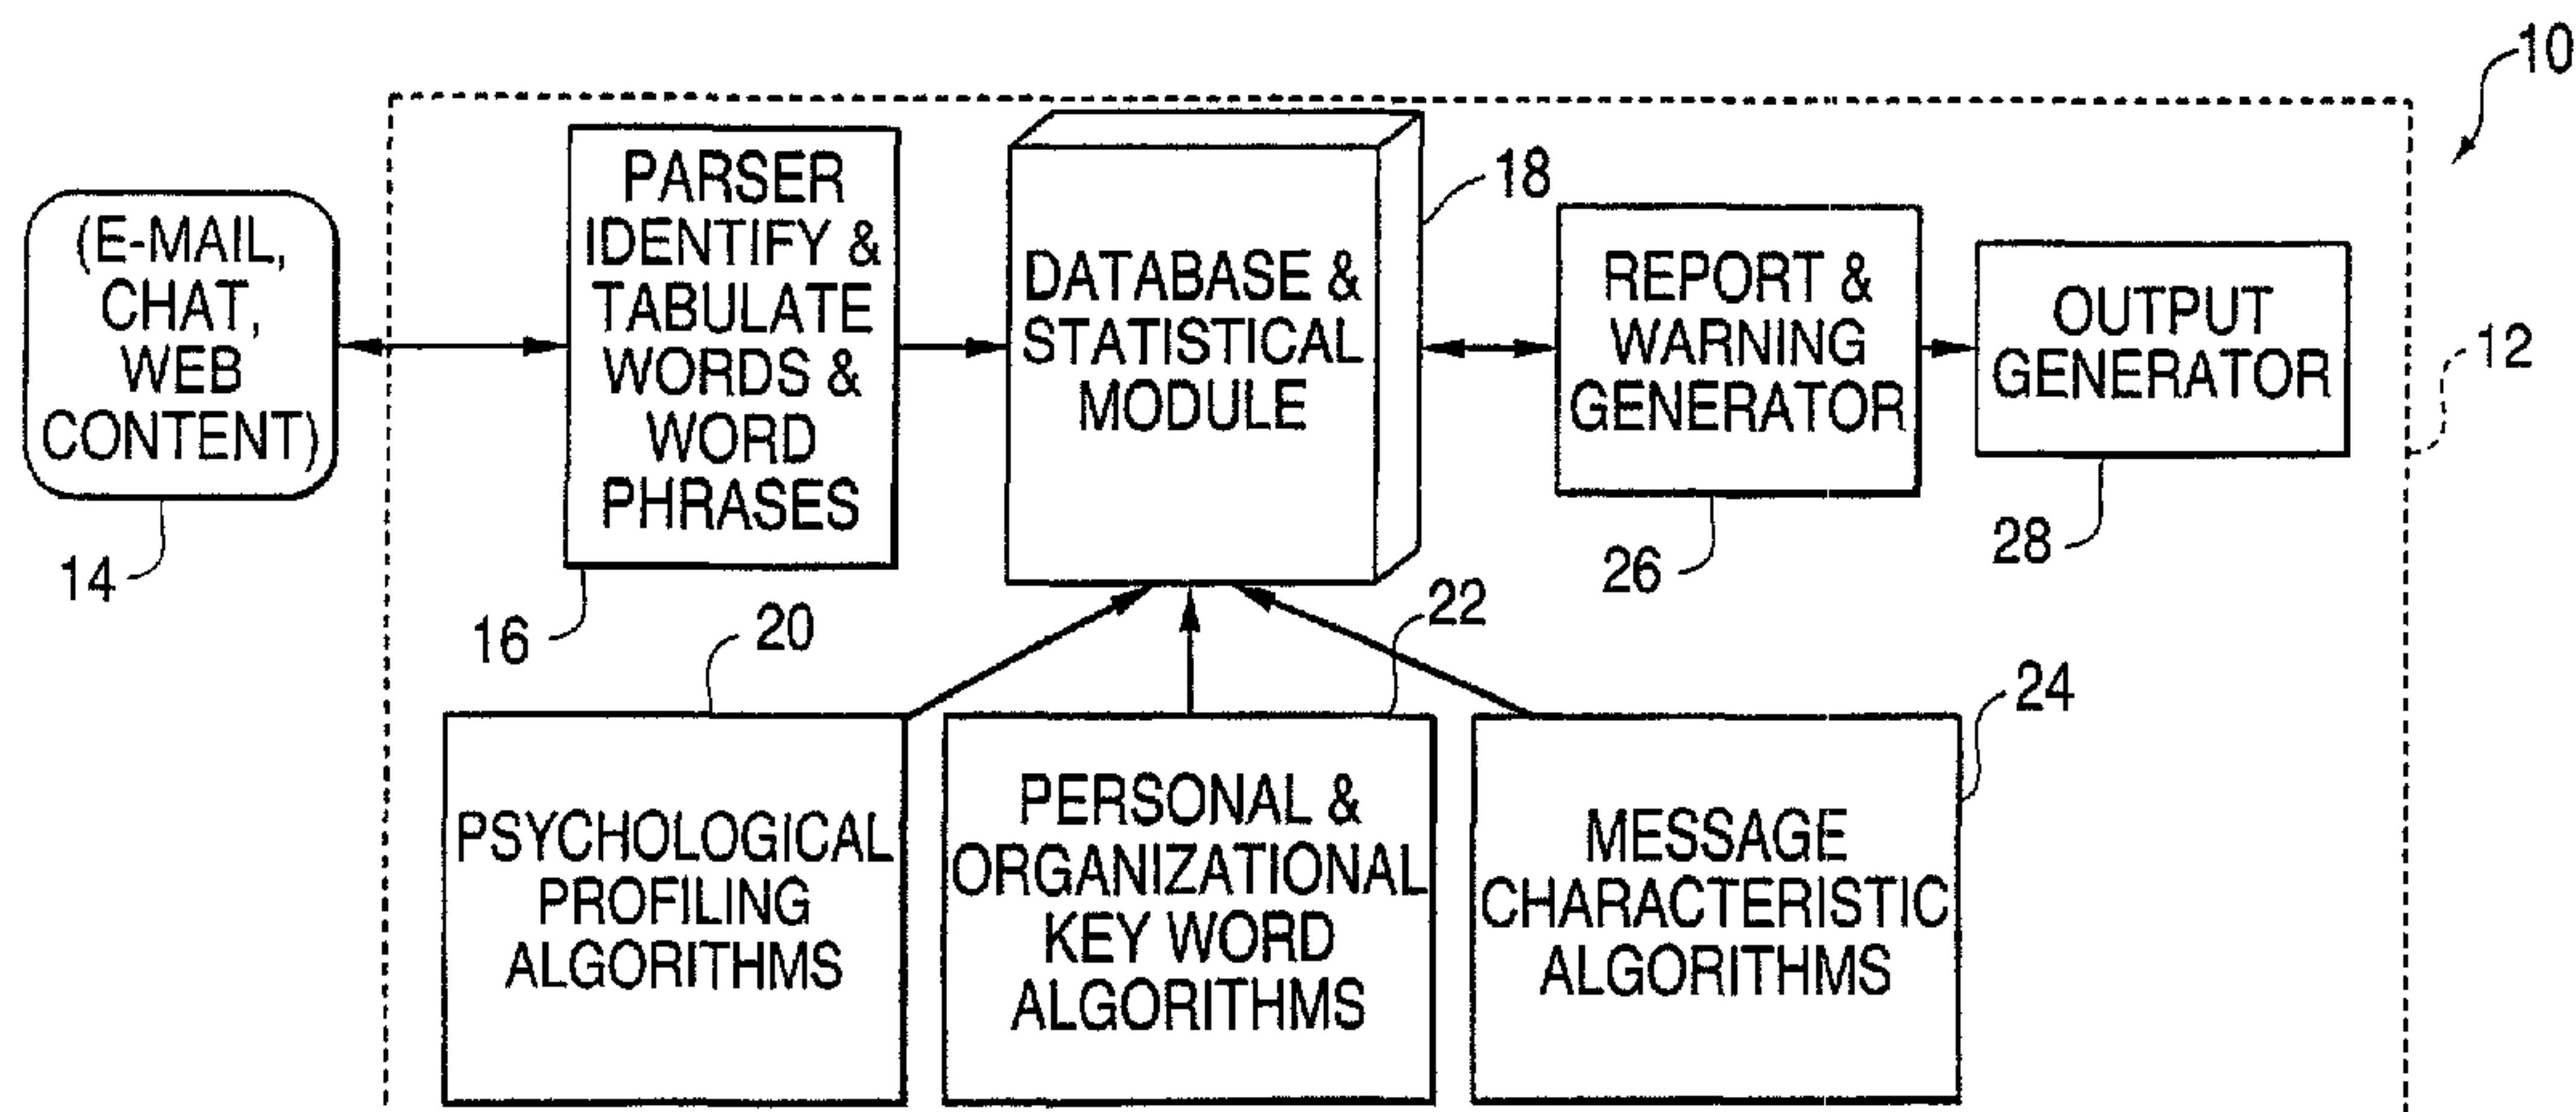 10
(E-MAIL,
CHAT,
WEB
CONTENT)
14
PARSER
IDENTIFY &
TABULATE
WORDS &
WORD
PHRASES
16
DATABASE &
STATISTICAL
MODULE
18
REPORT &
WARNING
GENERATOR
26
OUTPUT
GENERATOR
28
12
20
PSYCHOLOGICAL
PROFILING
ALGORITHMS
22
PERSONAL &
ORGANIZATIONAL
KEY WORD
ALGORITHMS
24
MESSAGE
CHARACTERISTIC
ALGORITHMS